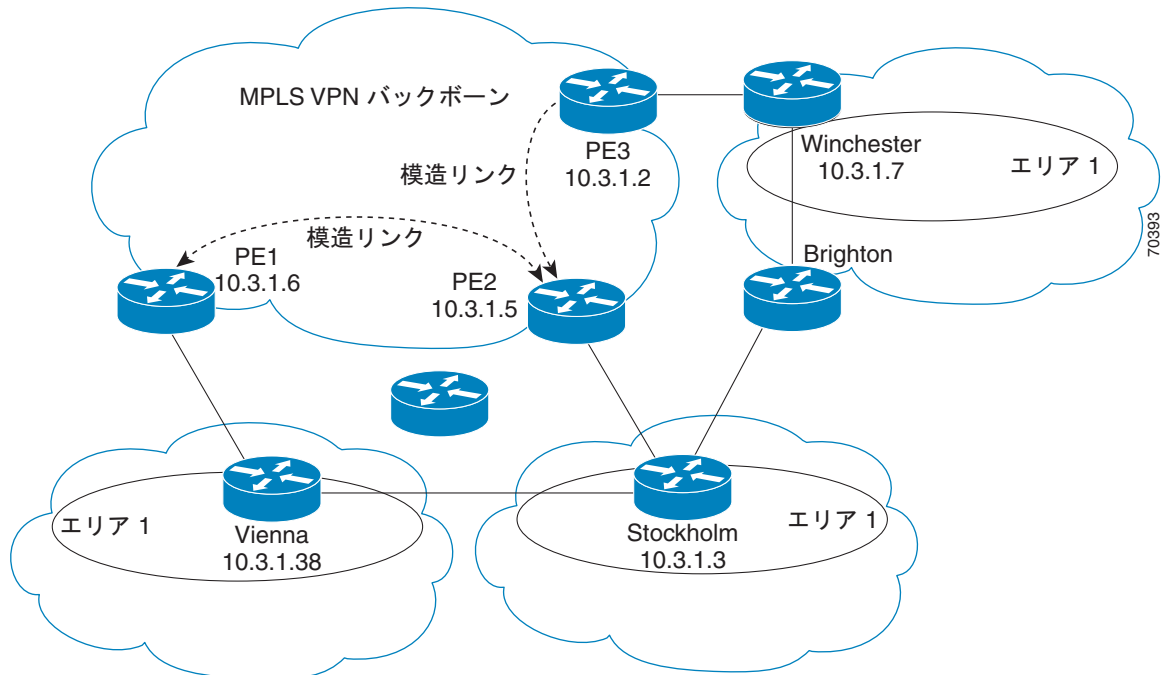 MPLS VPN バックボーン
PE3
10.3.1.2
Winchester
10.3.1.7
エリア 1
模造リンク
模造リンク
PE1
10.3.1.6
PE2
10.3.1.5
Brighton
70393
エリア 1
Vienna
10.3.1.38
Stockholm
10.3.1.3
エリア 1